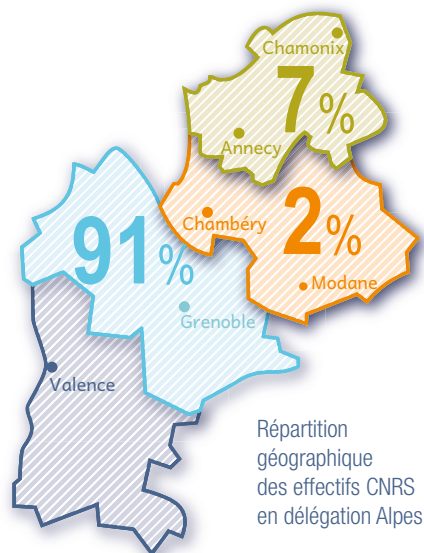 Chamonix
7%
Annecy
Chambéry
2%
91%
Modane
Grenoble
Valence
Répartition
géographique
des effectifs CNRS
en délégation Alpes